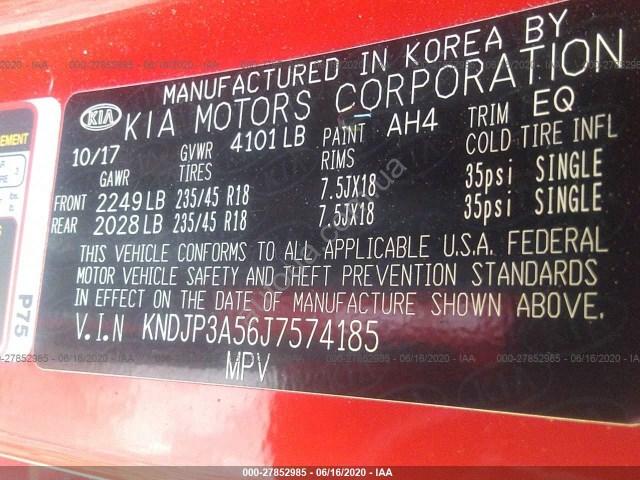 MANUFACTURED IN KOREA BY
KIA KIA MOTORS CORPORATION
10/17 GVWR 4101 LB PAINT AH4 TRIM EQ
GAWR TIRES RIMS COLD TIRE INFL
FRONT 2249 LB 235/45 R18 7.5JX18 35psi SINGLE
REAR 2028 LB 235/45 R18 7.5JX18 35psi SINGLE
THIS VEHICLE CONFORMS TO ALL APPLICABLE U.S.A. FEDERAL
MOTOR VEHICLE SAFETY AND THEFT PREVENTION STANDARDS
IN EFFECT ON THE DATE OF MANUFACTURE SHOWN ABOVE.
V.I.N KNDJP3A56J7574185
MPV
P75
000-27852985 - 06/16/2020 - IAA